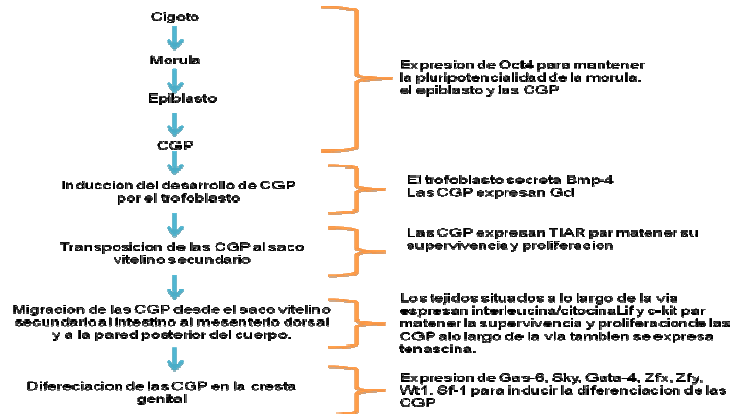 Cigoto
Morula
Epiblasto
CGP
Expresion de Oct4 para mantener
la pluripotencialidad de la morula.
el epiblasto y las CGP
Induccion del desarrollo de CGP
por el trofoblasto
El trofoblasto secreta Bmp-4
Las CGP expresan Gcl
Transposicion de las CGP al saco
vitelino secundario
Las CGP expresan TIAR par matener su
supervivencia y proliferacion
Migracion de las CGP desde el saco vitelino
secundario al intestino al mesenterio dorsal
y a la pared posterior del cuerpo.
Los tejidos situados a lo largo de la via
expresan interleucina/citocinaLif y c-kit par
matener la supervivencia y proliferacion de las
CGP alo largo de la via tambien se expresa
tenascina.
Difereciacion de las CGP en la cresta
genital
Expresion de Gas-6, Sky, Gata-4, Zfx, Zfy,
Wt1. Sf-1 para inducir la diferenciacion de las
CGP